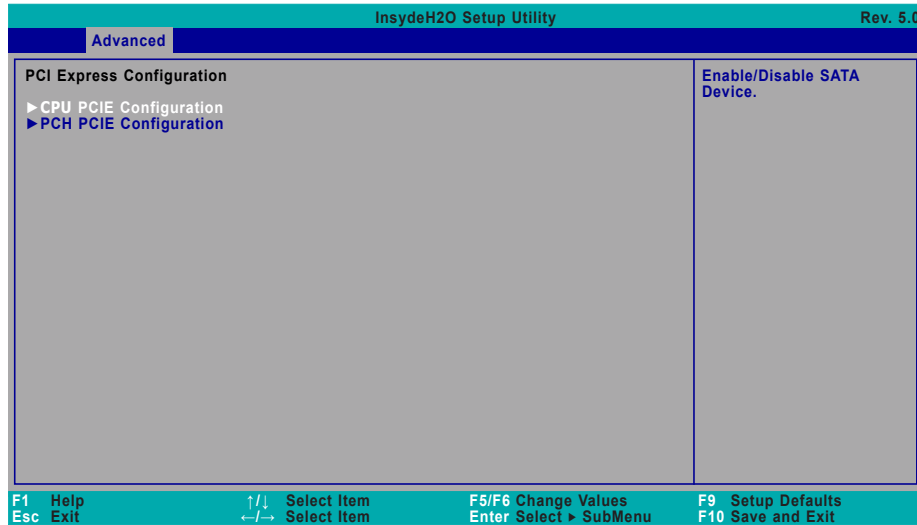 InsydeH2O Setup Utility Rev. 5.0
Advanced
PCI Express Configuration
►CPU PCIE Configuration
►PCH PCIE Configuration
Enable/Disable SATA
Device.
F1 Help ↑/↓ Select Item F5/F6 Change Values F9 Setup Defaults
Esc Exit ←/→ Select Item Enter Select ► SubMenu F10 Save and Exit